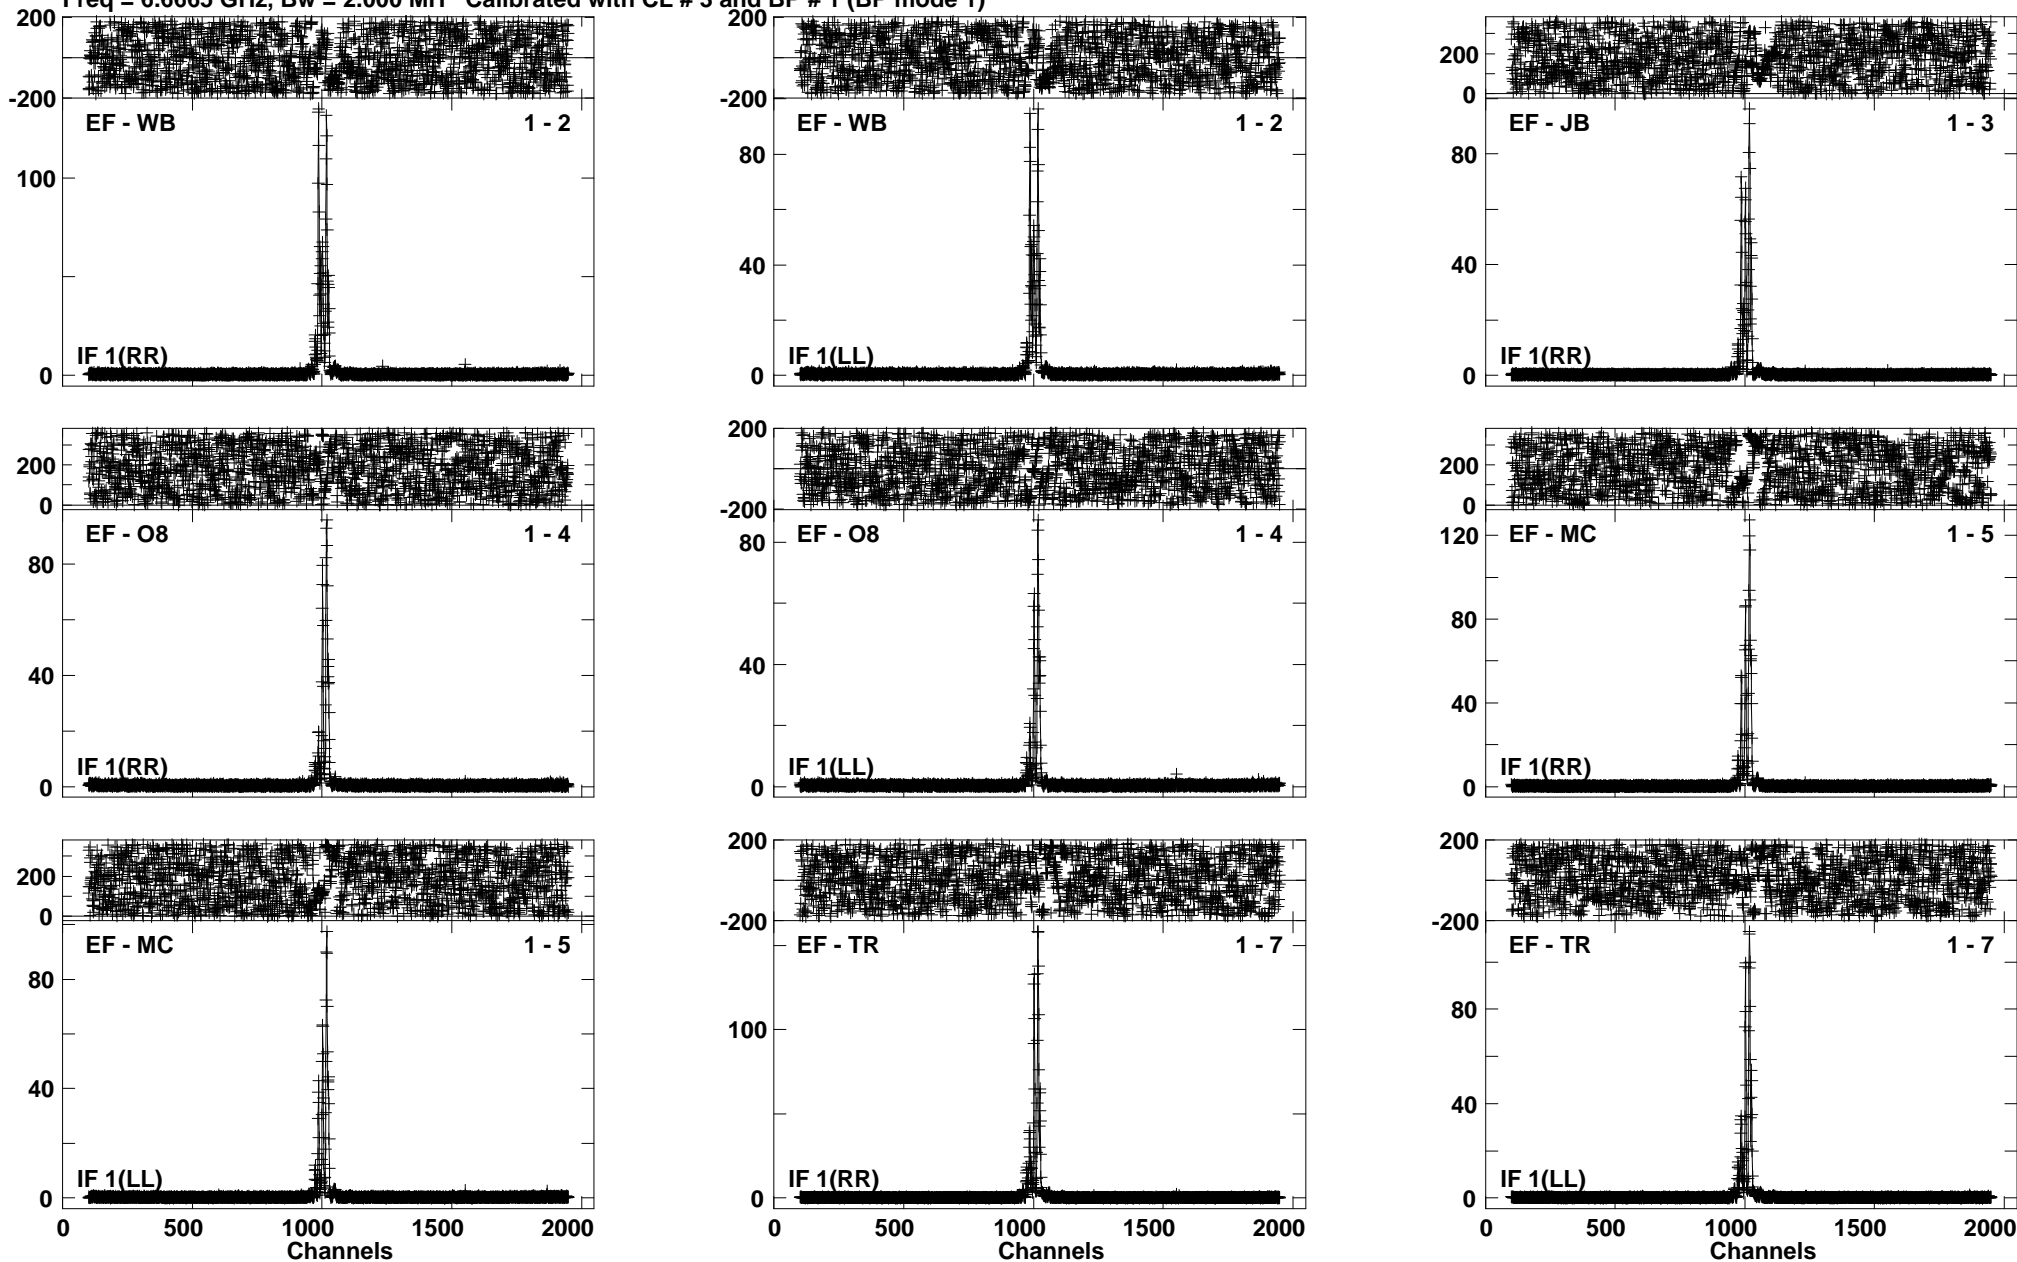 Freq = 6.6665 GHz, Bw = 2.000 MH Calibrated with CL # 3 and BP # 1 (BP mode 1)
200
-200
EF - WB 1 - 2
100
IF 1(RR)
0
200
-200
EF - WB 1 - 2
80
40
IF 1(LL)
0
200
0
EF - JB 1 - 3
80
40
IF 1(RR)
0
200
0
EF - O8 1 - 4
80
40
IF 1(RR)
0
200
-200
EF - O8 1 - 4
80
40
IF 1(LL)
0
200
0
EF - MC 1 - 5
120
80
40
IF 1(RR)
0
200
0
EF - MC 1 - 5
80
40
IF 1(LL)
0
0 500 1000 1500 2000
Channels
200
-200
EF - TR 1 - 7
100
IF 1(RR)
0
0 500 1000 1500 2000
Channels
200
-200
EF - TR 1 - 7
80
40
IF 1(LL)
0
0 500 1000 1500 2000
Channels